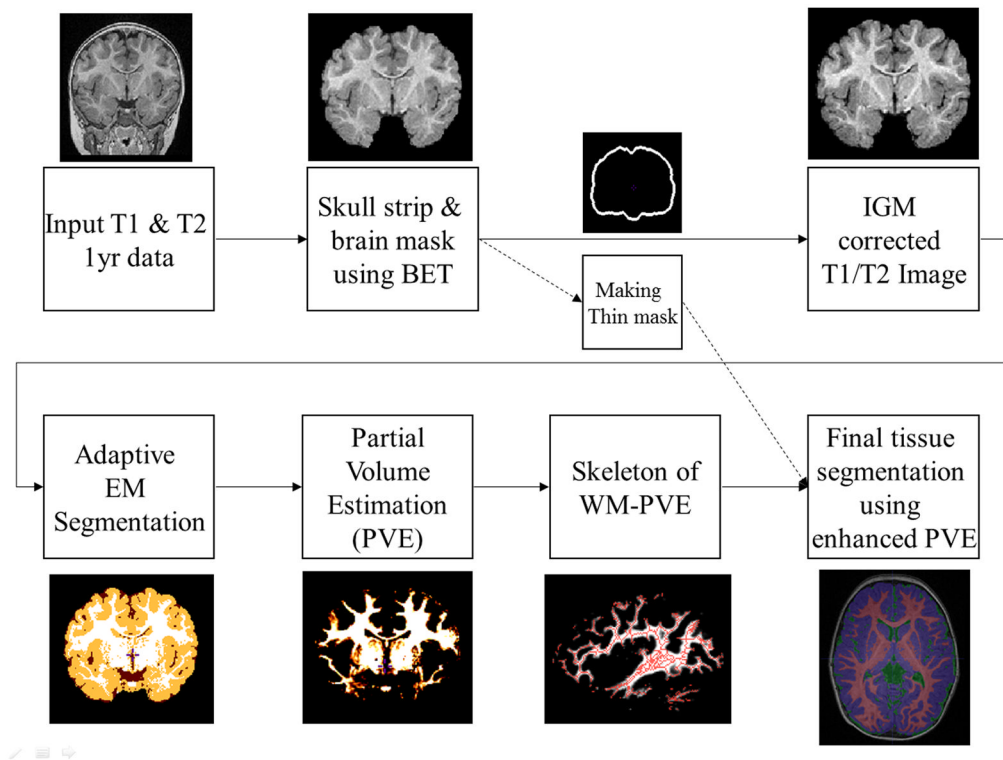 Input T1 & T2
1yr data
Skull strip &
brain mask
using BET
Making
Thin mask
IGM
corrected
T1/T2 Image
Adaptive
EM
Segmentation
Partial
Volume
Estimation
(PVE)
Skeleton of
WM-PVE
Final tissue
segmentation
using
enhanced PVE